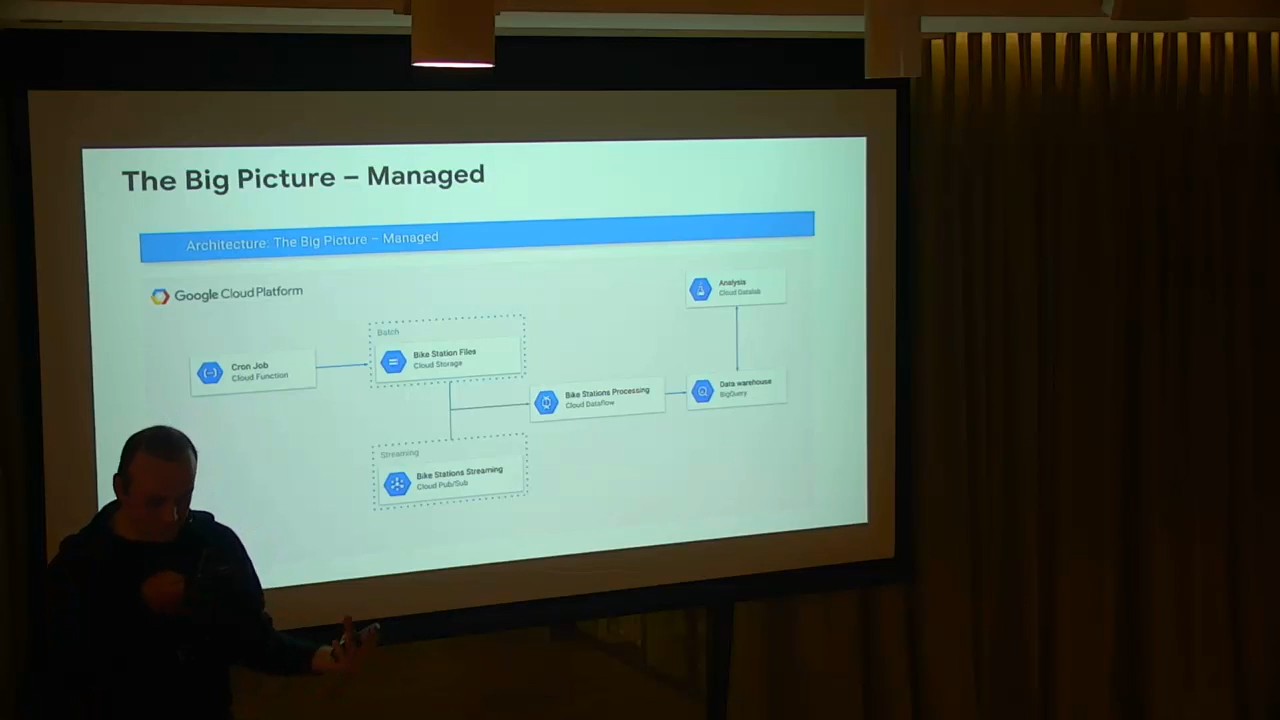 The Big Picture – Managed
Architecture: The Big Picture – Managed
Google Cloud Platform
Analysis
Cloud Datalab
Batch
Bike Station Files
Cloud Storage
Cron Job
Cloud Function
Bike Stations Processing
Cloud Dataflow
Data warehouse
BigQuery
Streaming
Bike Stations Streaming
Cloud Pub/Sub